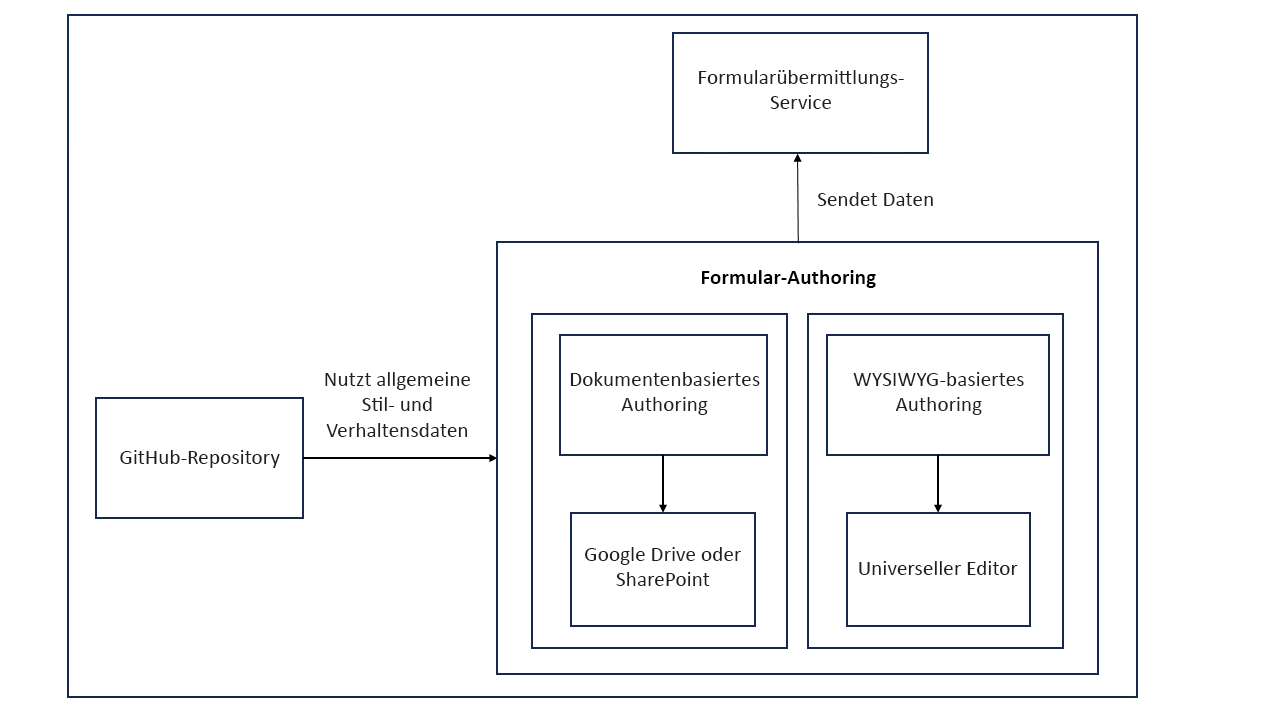 Formularübermittlungs-
Service
Sendet Daten
Formular-Authoring
Nutzt allgemeine
Stil- und
Verhaltensdaten
GitHub-Repository
Dokumentenbasiertes
Authoring
WYSIWYG-basiertes
Authoring
Google Drive oder
SharePoint
Universeller Editor